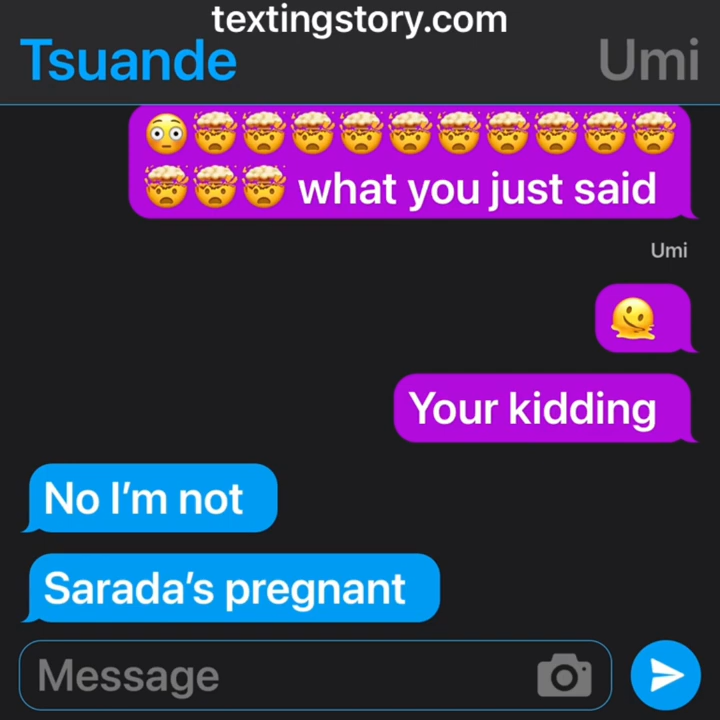 textingstory.com
Tsuande Umi
😳🤯🤯🤯🤯🤯🤯🤯🤯🤯🤯
🤯🤯🤯 what you just said
Umi
🫠
Your kidding
No I’m not
Sarada’s pregnant
Message